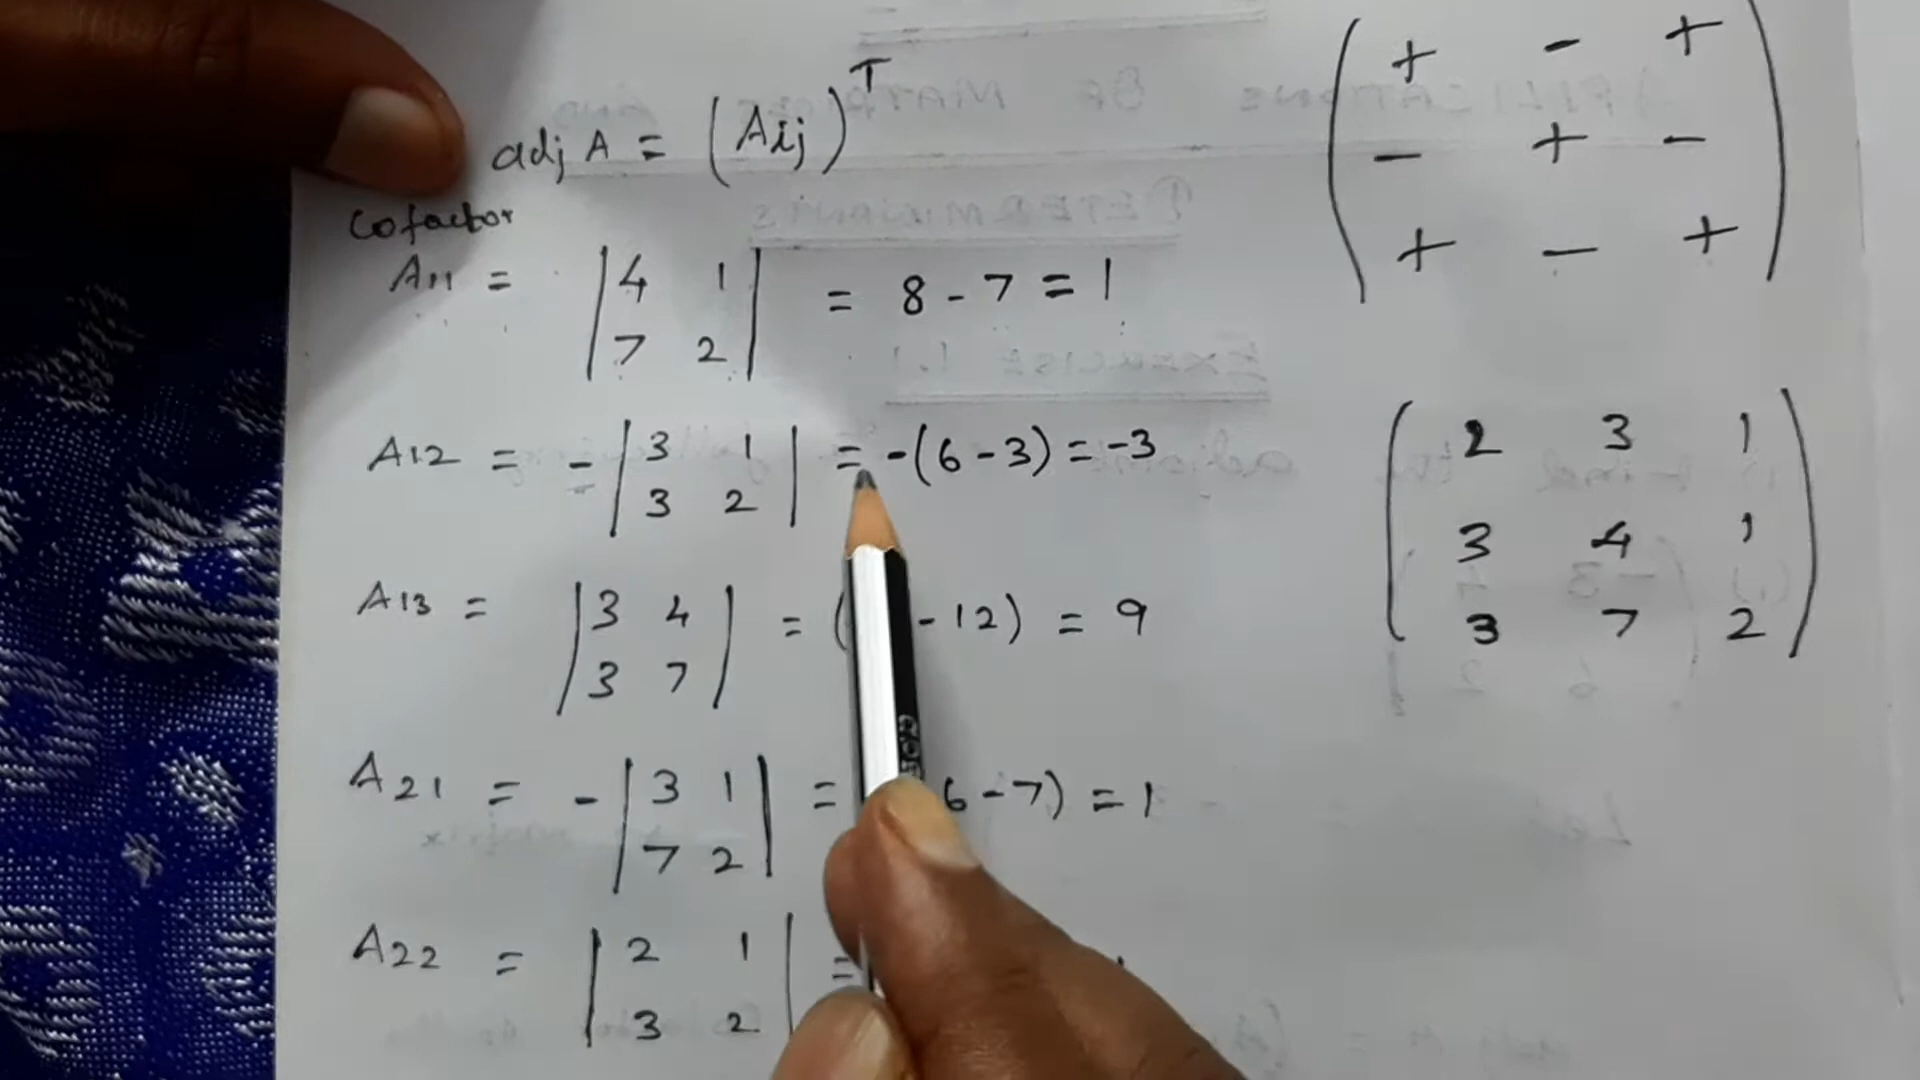 adj A = (Aij)^T
Cofactor
A11 = |4 1| = 8 - 7 = 1
|7 2|
A12 = - |3 1| = -(6 - 3) = -3
|3 2|
A13 = |3 4| = ( - 12) = 9
|3 7|
A21 = - |3 1| = 6 - 7) = 1
|7 2|
A22 = |2 1| =
|3 2|
+ - +
- + -
+ - +
2 3 1
3 4 1
3 7 2